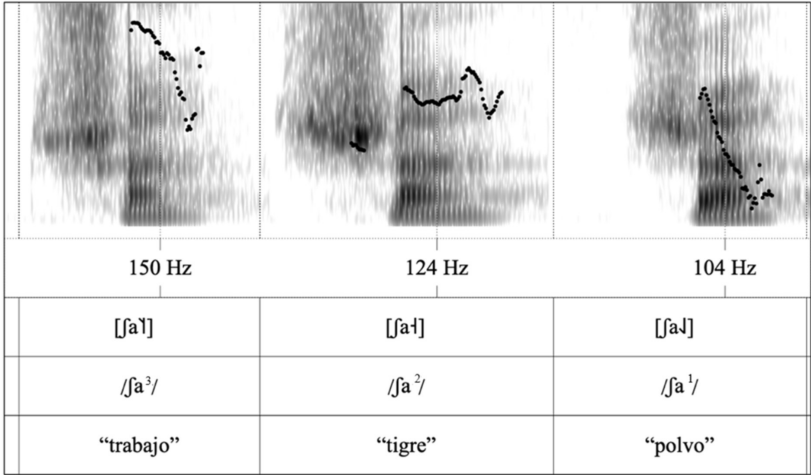 150 Hz 124 Hz 104 Hz
[ʃa˥˩] [ʃa˧] [ʃa˩]
/ʃa³/ /ʃa²/ /ʃa¹/
“trabajo” “tigre” “polvo”